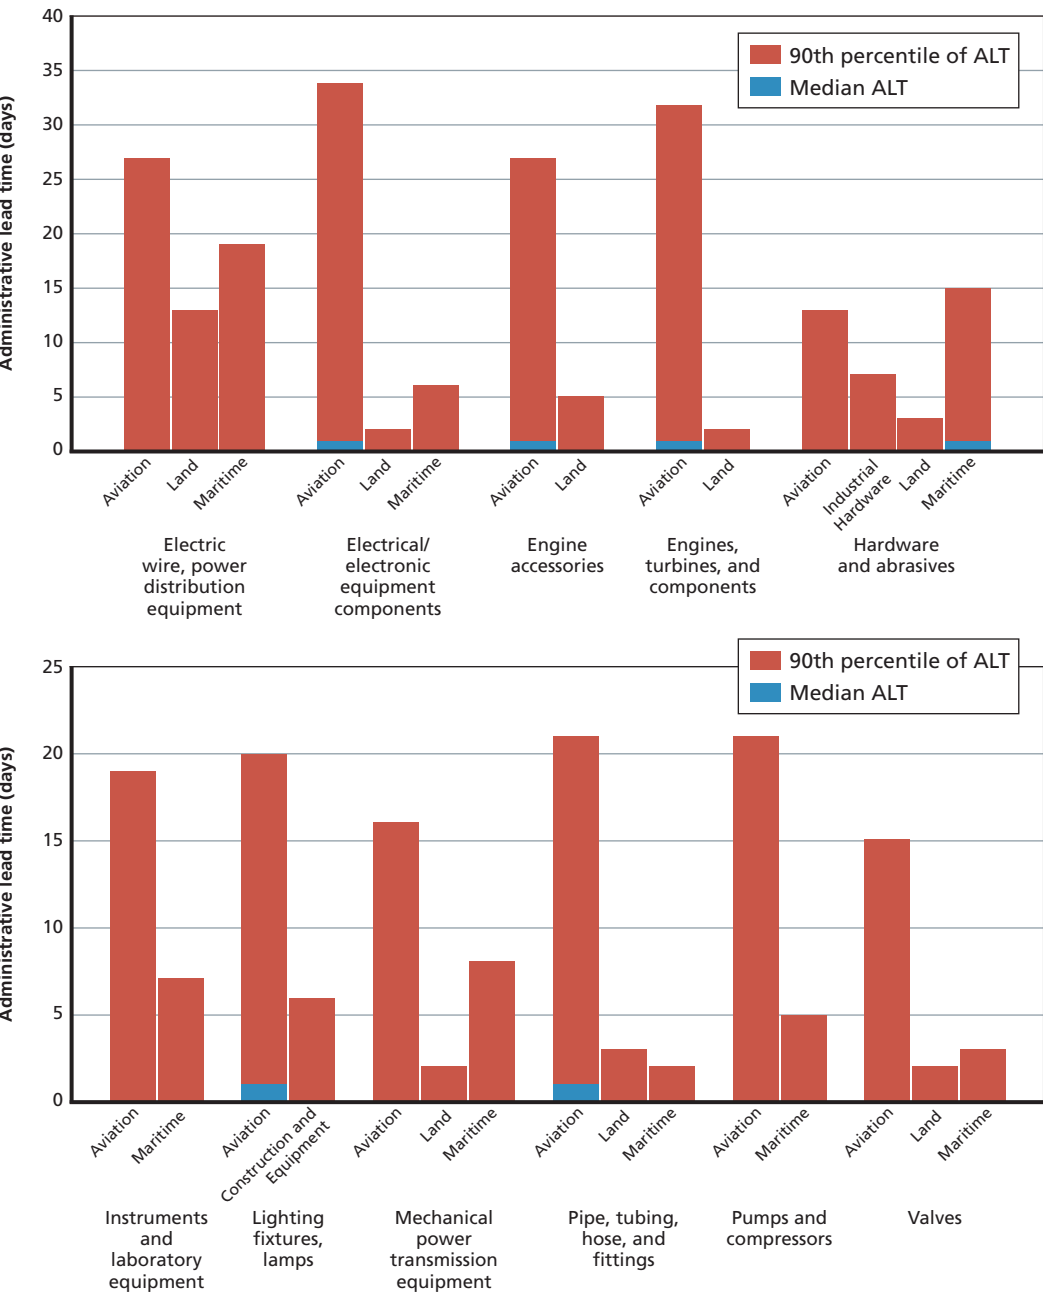 40
35
30
25
20
15
10
5
0
Administrative lead time (days)
90th percentile of ALT
Median ALT
Aviation
Land
Maritime
Aviation
Land
Maritime
Aviation
Land
Aviation
Land
Aviation
Industrial
Hardware
Land
Maritime
Electric
wire, power
distribution
equipment
Electrical/
electronic
equipment
components
Engine
accessories
Engines,
turbines, and
components
Hardware
and abrasives
25
20
15
10
5
0
Administrative lead time (days)
90th percentile of ALT
Median ALT
Aviation
Maritime
Aviation
Construction and
Equipment
Aviation
Land
Maritime
Aviation
Land
Maritime
Aviation
Maritime
Aviation
Land
Maritime
Instruments
and
laboratory
equipment
Lighting
fixtures,
lamps
Mechanical
power
transmission
equipment
Pipe, tubing,
hose, and
fittings
Pumps and
compressors
Valves